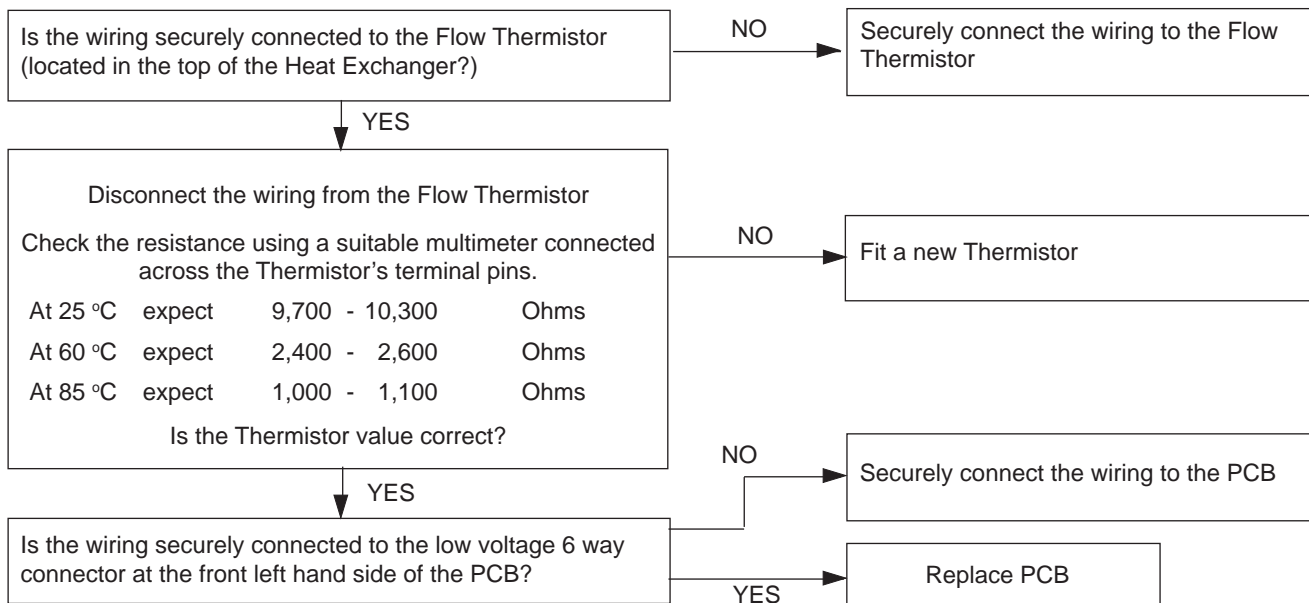 Is the wiring securely connected to the Flow Thermistor
(located in the top of the Heat Exchanger?)
NO
Securely connect the wiring to the Flow
Thermistor
YES
Disconnect the wiring from the Flow Thermistor
Check the resistance using a suitable multimeter connected
across the Thermistor's terminal pins.
At 25 °C expect 9,700 - 10,300 Ohms
At 60 °C expect 2,400 - 2,600 Ohms
At 85 °C expect 1,000 - 1,100 Ohms
Is the Thermistor value correct?
NO
Fit a new Thermistor
YES
Is the wiring securely connected to the low voltage 6 way
connector at the front left hand side of the PCB?
NO
Securely connect the wiring to the PCB
YES
Replace PCB